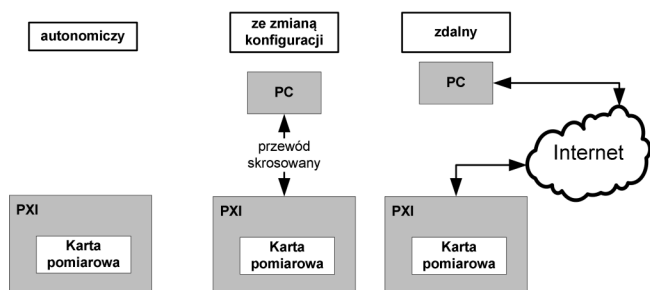 autonomiczy
ze zmianą
konfiguracji
zdalny
PC
PC
przewód
skrosowany
Internet
PXI
Karta
pomiarowa
PXI
Karta
pomiarowa
PXI
Karta
pomiarowa